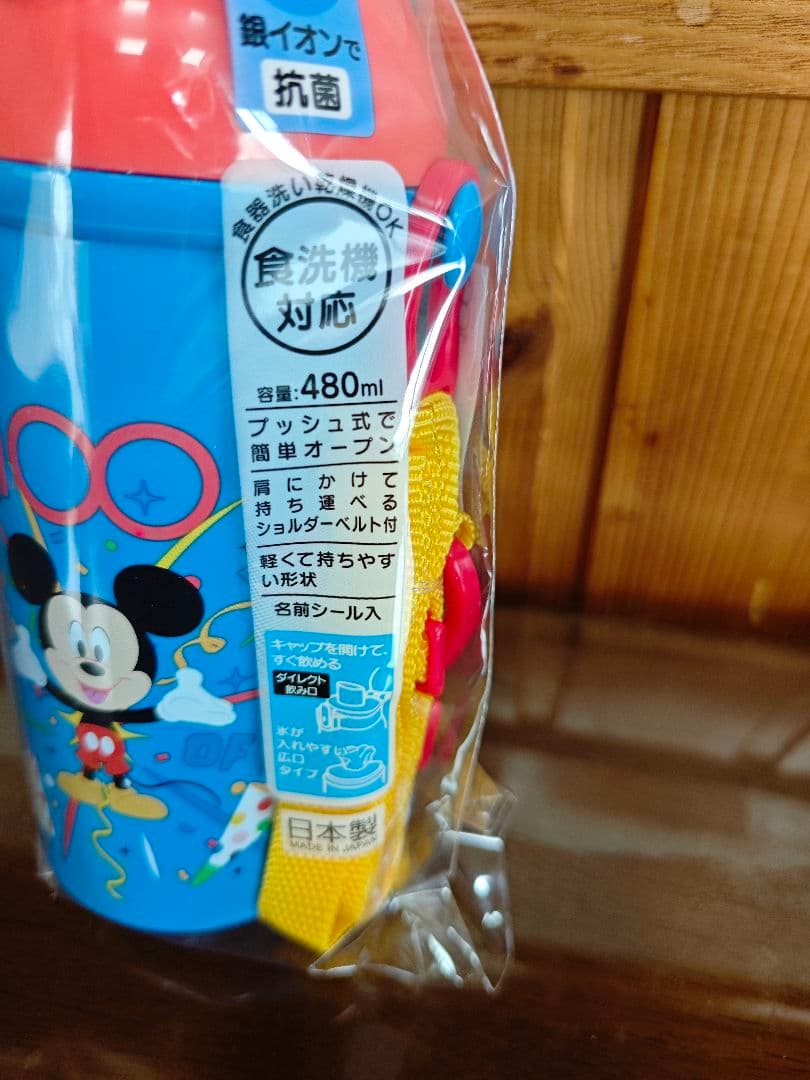 銀イオンで
抗菌
食器洗い乾燥機OK
食洗機
対応
容量:480ml
プッシュ式で
簡単オープン
肩にかけて
持ち運べる
ショルダーベルト付
軽くて持ちやす
い形状
名前シール入
キャップを開けて、
すぐ飲める
ダイレクト
飲み口
氷が
入れやすい
広口
タイプ
日本製
MADE IN JAPAN